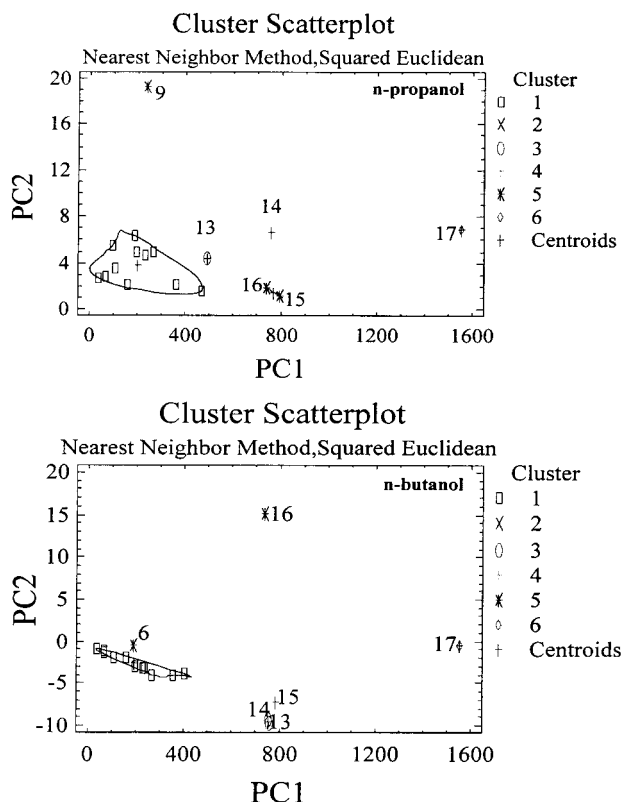 Cluster Scatterplot
Nearest Neighbor Method,Squared Euclidean
n-propanol
Cluster
1
2
3
4
5
6
Centroids
20
16
12
8
4
0
PC2
9
13
14
17
16
15
0 400 800 1200 1600
PC1
Cluster Scatterplot
Nearest Neighbor Method,Squared Euclidean
n-butanol
Cluster
1
2
3
4
5
6
Centroids
20
15
10
5
0
-5
-10
PC2
16
6
17
15
14
13
0 400 800 1200 1600
PC1